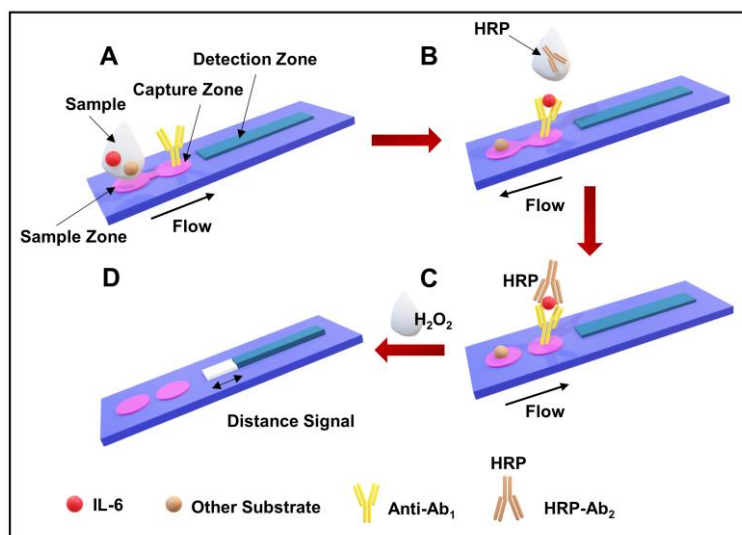 A
Detection Zone
Capture Zone
Sample
Sample Zone
Flow
B
HRP
Flow
C
HRP
Flow
H₂O₂
D
Distance Signal
IL-6
Other Substrate
Anti-Ab₁
HRP
HRP-Ab₂